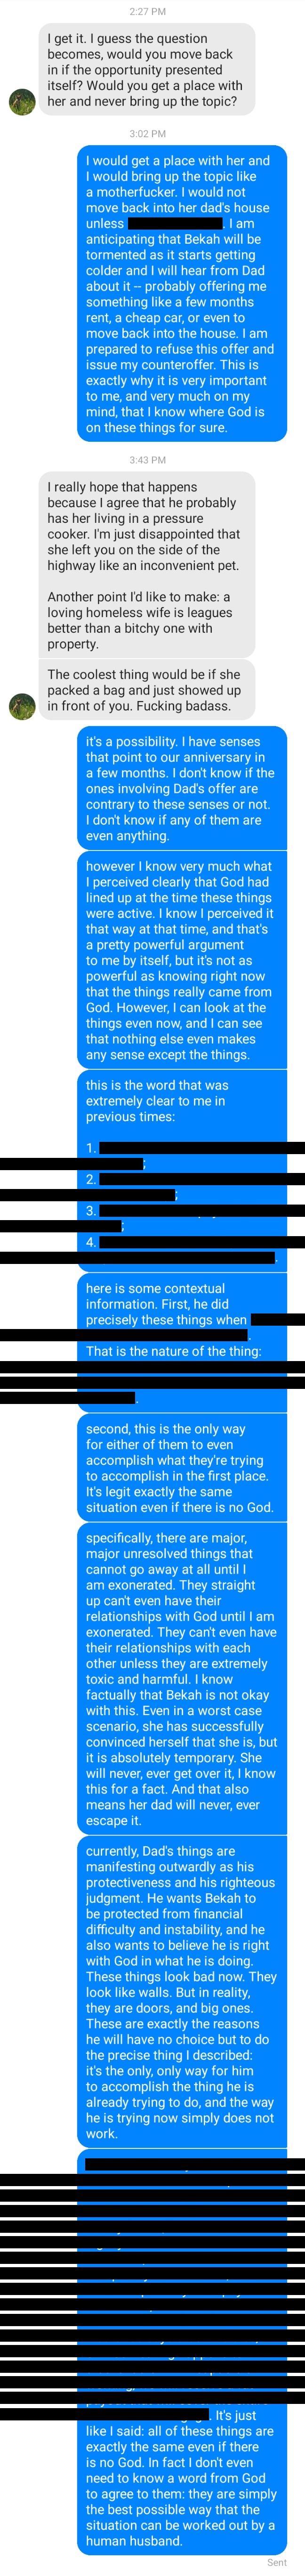 2:27 PM
I get it. I guess the question
becomes, would you move back
in if the opportunity presented
itself? Would you get a place with
her and never bring up the topic?
3:02 PM
I would get a place with her and
I would bring up the topic like
a motherfucker. I would not
move back into her dad's house
unless . I am
anticipating that Bekah will be
tormented as it starts getting
colder and I will hear from Dad
about it -- probably offering me
something like a few months
rent, a cheap car, or even to
move back into the house. I am
prepared to refuse this offer and
issue my counteroffer. This is
exactly why it is very important
to me, and very much on my
mind, that I know where God is
on these things for sure.
3:43 PM
I really hope that happens
because I agree that he probably
has her living in a pressure
cooker. I'm just disappointed that
she left you on the side of the
highway like an inconvenient pet.
Another point I'd like to make: a
loving homeless wife is leagues
better than a bitchy one with
property.
The coolest thing would be if she
packed a bag and just showed up
in front of you. Fucking badass.
it's a possibility. I have senses
that point to our anniversary in
a few months. I don't know if the
ones involving Dad's offer are
contrary to these senses or not.
I don't know if any of them are
even anything.
however I know very much what
I perceived clearly that God had
lined up at the time these things
were active. I know I perceived it
that way at that time, and that's
a pretty powerful argument
to me by itself, but it's not as
powerful as knowing right now
that the things really came from
God. However, I can look at the
things even now, and I can see
that nothing else even makes
any sense except the things.
this is the word that was
extremely clear to me in
previous times:
1.
;
2.
;
3.
;
4.
.
here is some contextual
information. First, he did
precisely these things when
.
That is the nature of the thing:
.
second, this is the only way
for either of them to even
accomplish what they're trying
to accomplish in the first place.
It's legit exactly the same
situation even if there is no God.
specifically, there are major,
major unresolved things that
cannot go away at all until I
am exonerated. They straight
up can't even have their
relationships with God until I am
exonerated. They can't even have
their relationships with each
other unless they are extremely
toxic and harmful. I know
factually that Bekah is not okay
with this. Even in a worst case
scenario, she has successfully
convinced herself that she is, but
it is absolutely temporary. She
will never, ever get over it, I know
this for a fact. And that also
means her dad will never, ever
escape it.
currently, Dad's things are
manifesting outwardly as his
protectiveness and his righteous
judgment. He wants Bekah to
be protected from financial
difficulty and instability, and he
also wants to believe he is right
with God in what he is doing.
These things look bad now. They
look like walls. But in reality,
they are doors, and big ones.
These are exactly the reasons
he will have no choice but to do
the precise thing I described:
it's the only, only way for him
to accomplish the thing he is
already trying to do, and the way
he is trying now simply does not
work.
. It's just
like I said: all of these things are
exactly the same even if there
is no God. In fact I don't even
need to know a word from God
to agree to them: they are simply
the best possible way that the
situation can be worked out by a
human husband.
Sent